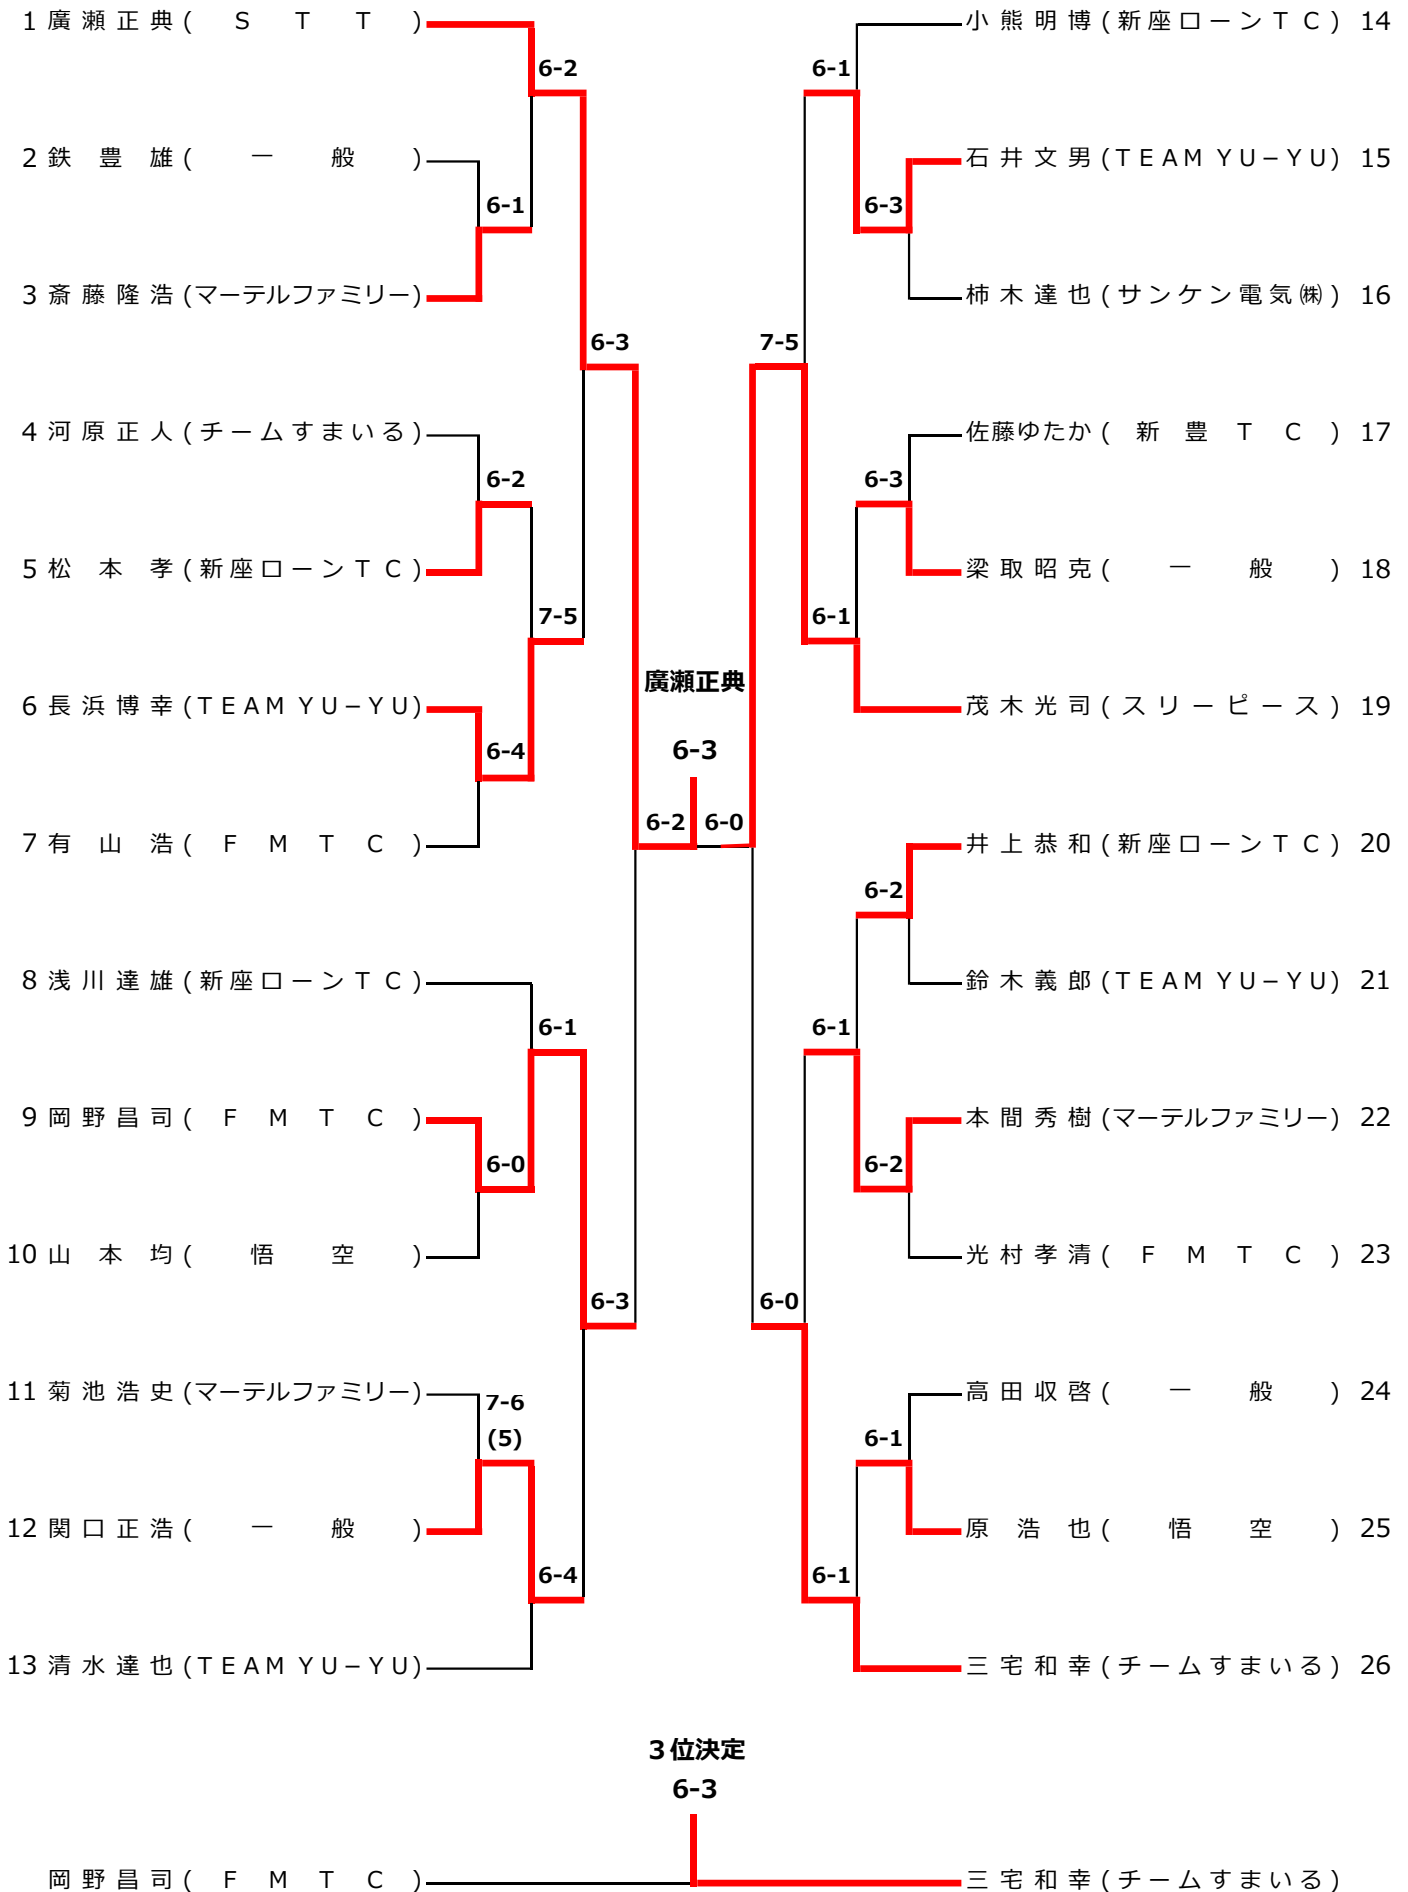 1 廣瀬正典(STT)
小熊明博(新座ローンTC) 14
6-2
6-1
2 鉄豊雄(一般)
石井文男(TEAM YU−YU) 15
6-1
6-3
3 斎藤隆浩(マーテルファミリー)
柿木達也(サンケン電気㈱) 16
6-3
7-5
4 河原正人(チームすまいる)
佐藤ゆたか(新豊TC) 17
6-2
6-3
5 松本孝(新座ローンTC)
梁取昭克(一般) 18
7-5
6-1
廣瀬正典
6 長浜博幸(TEAM YU−YU)
茂木光司(スリーピース) 19
6-4
6-3
6-2 6-0
7 有山浩(FMTC)
井上恭和(新座ローンTC) 20
6-2
8 浅川達雄(新座ローンTC)
鈴木義郎(TEAM YU−YU) 21
6-1
6-1
9 岡野昌司(FMTC)
本間秀樹(マーテルファミリー) 22
6-0
6-2
10 山本均(悟空)
光村孝清(FMTC) 23
6-3
6-0
11 菊池浩史(マーテルファミリー)
高田収啓(一般) 24
7-6
(5)
6-1
12 関口正浩(一般)
原浩也(悟空) 25
6-4
6-1
13 清水達也(TEAM YU−YU)
三宅和幸(チームすまいる) 26
３位決定
6-3
岡野昌司(FMTC)
三宅和幸(チームすまいる)